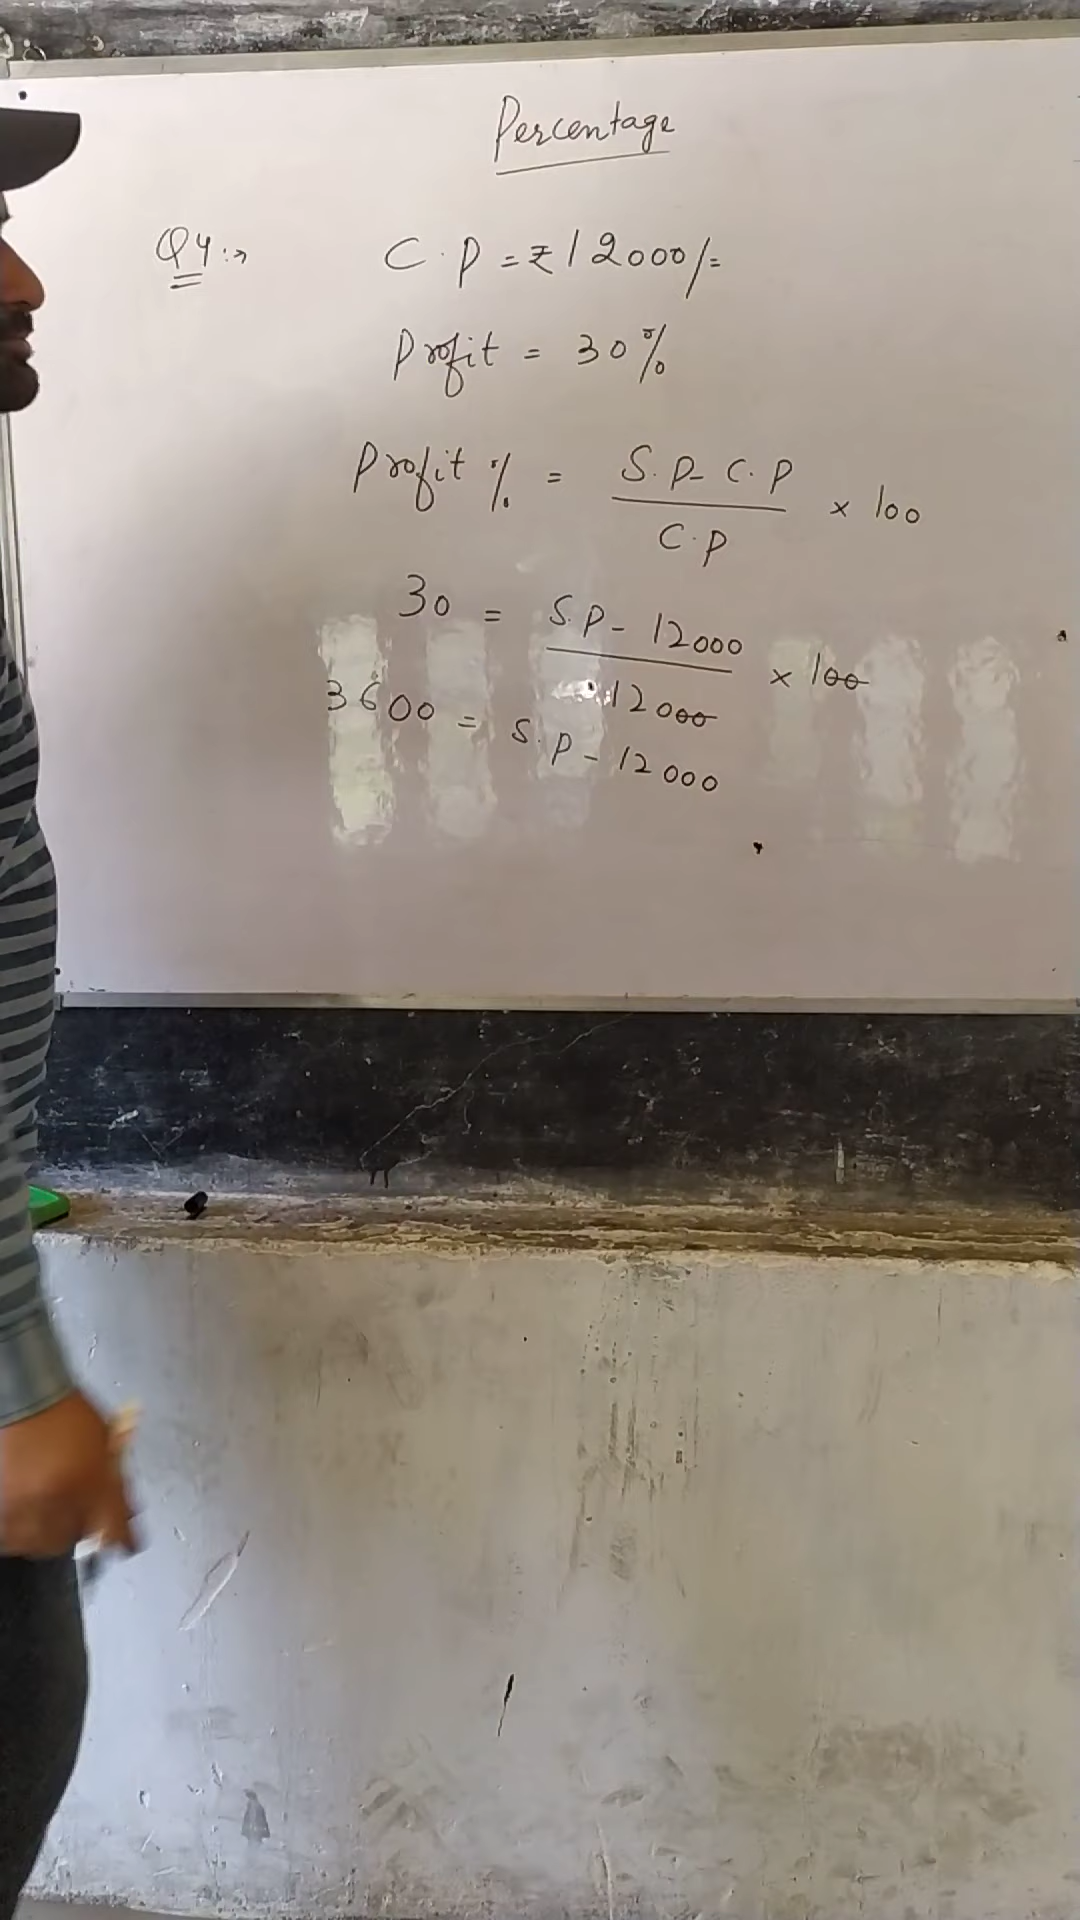 Percentage
Q4:→ C.P = ₹12000/=
Profit = 30%
Profit % = S.P - C.P / C.P × 100
30 = S.P - 12000 / 12000 × 100
3600 = S.P - 12000